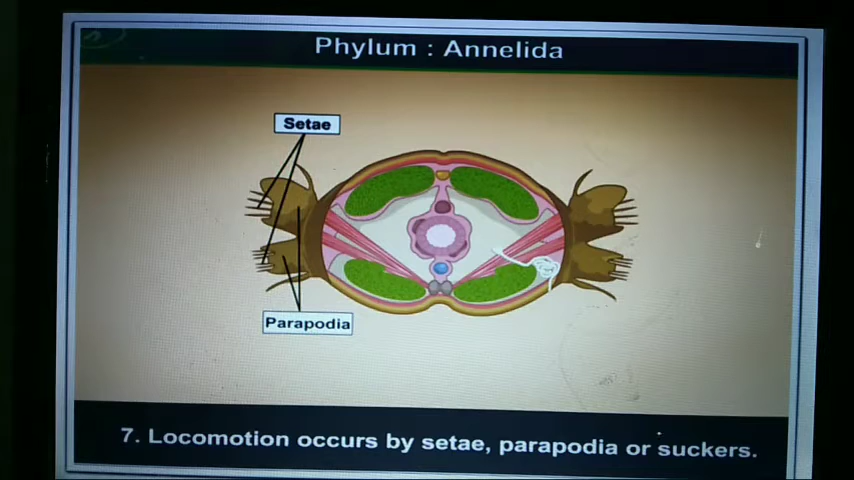 Phylum : Annelida
Setae
Parapodia
7. Locomotion occurs by setae, parapodia or suckers.